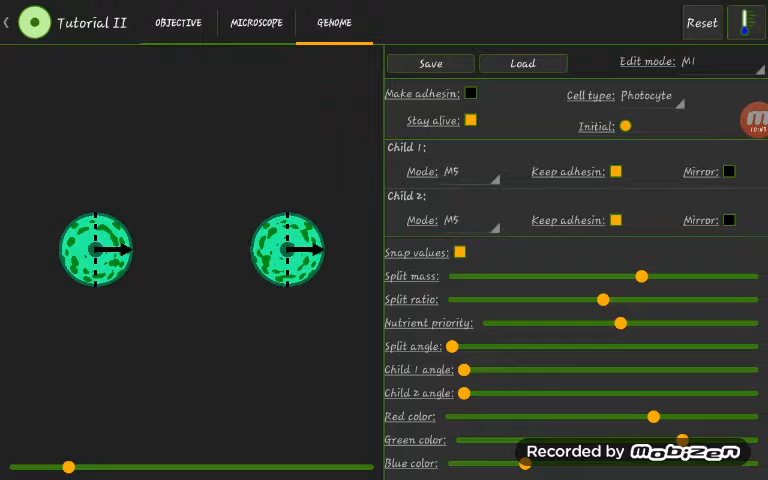 Tutorial II
OBJECTIVE
MICROSCOPE
GENOME
Reset
Save
Load
Edit mode: M1
Make adhesin:
Cell type: Photocyte
Stay alive:
Initial:
10:43
Child 1:
Mode: M5
Keep adhesin:
Mirror:
Child 2:
Mode: M5
Keep adhesin:
Mirror:
Snap values:
Split mass:
Split ratio:
Nutrient priority:
Split angle:
Child 1 angle:
Child 2 angle:
Red color:
Green color:
Blue color:
Recorded by mobizen